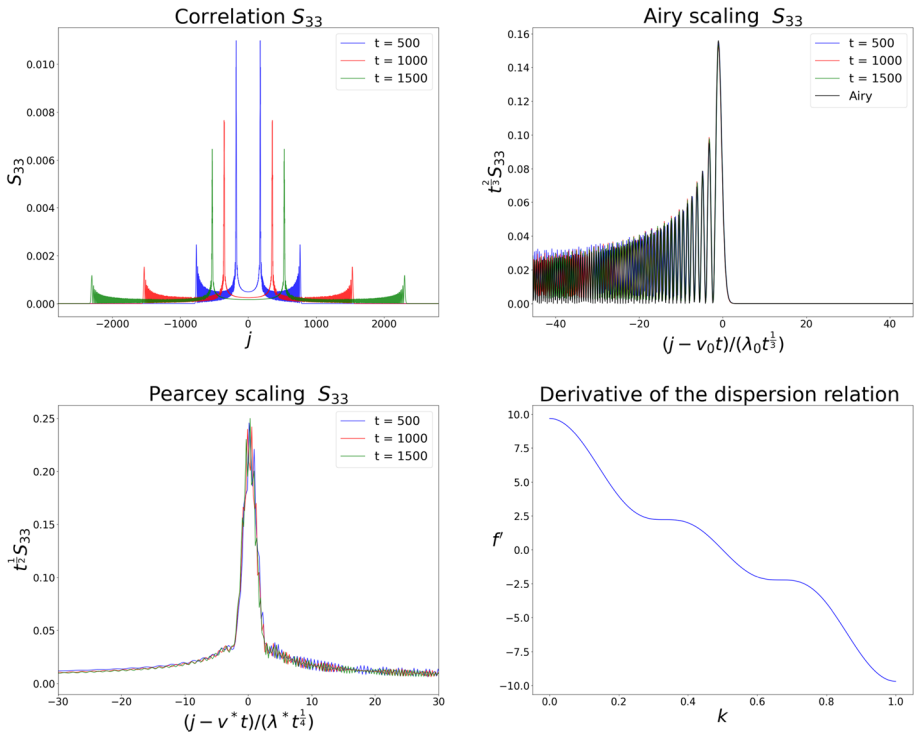 Correlation S₃₃
S₃₃
0.010
0.008
0.006
0.004
0.002
0.000
t = 500
t = 1000
t = 1500
−2000
−1000
0
1000
2000
j
Airy scaling S₃₃
t^{2/3}S₃₃
0.16
0.14
0.12
0.10
0.08
0.06
0.04
0.02
0.00
t = 500
t = 1000
t = 1500
Airy
−40
−20
0
20
40
(j − v₀t)/(λ₀t^{1/3})
Pearcey scaling S₃₃
t^{1/2}S₃₃
0.25
0.20
0.15
0.10
0.05
0.00
t = 500
t = 1000
t = 1500
−30
−20
−10
0
10
20
30
(j − v*t)/(λ*t^{1/4})
Derivative of the dispersion relation
f′
10.0
7.5
5.0
2.5
0.0
−2.5
−5.0
−7.5
−10.0
0.0
0.2
0.4
0.6
0.8
1.0
k